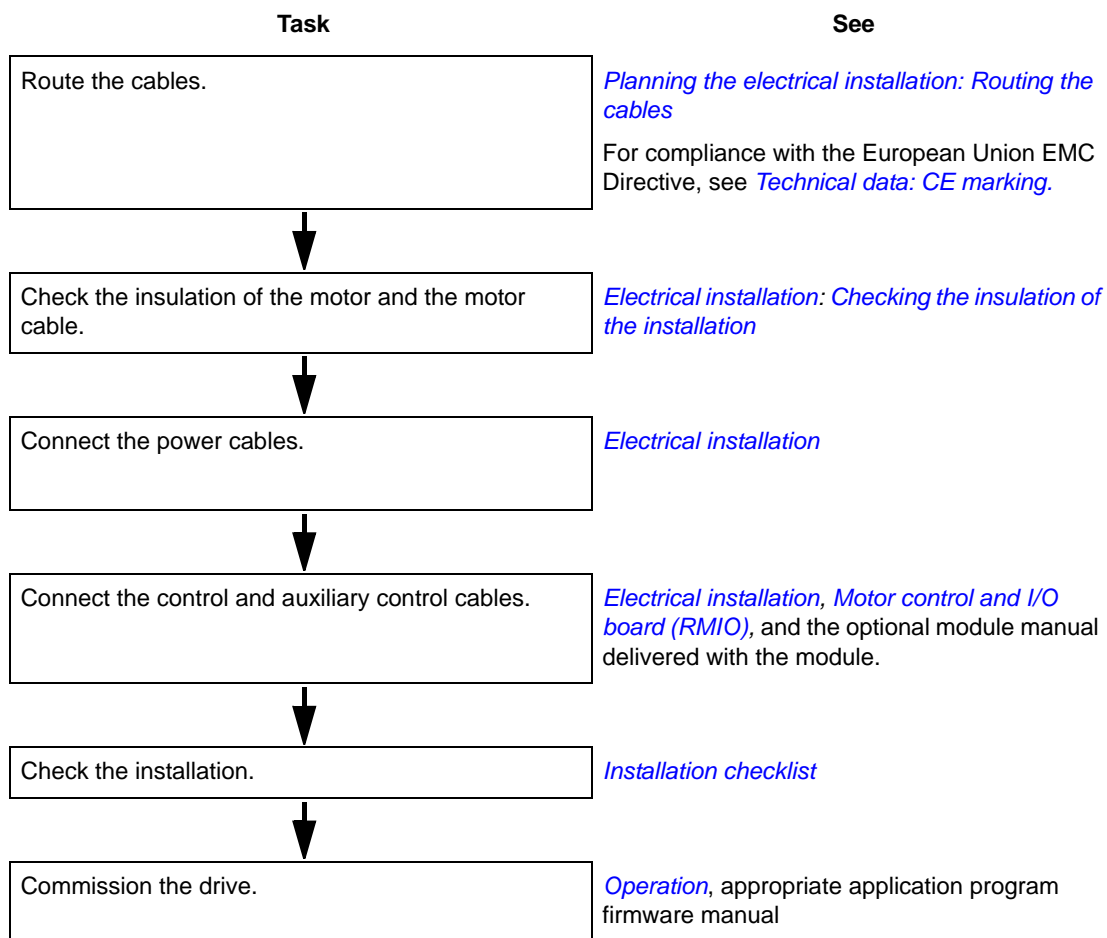 Task See
Route the cables.
Planning the electrical installation: Routing the
cables
For compliance with the European Union EMC
Directive, see Technical data: CE marking.
Check the insulation of the motor and the motor
cable.
Electrical installation: Checking the insulation of
the installation
Connect the power cables.
Electrical installation
Connect the control and auxiliary control cables.
Electrical installation, Motor control and I/O
board (RMIO), and the optional module manual
delivered with the module.
Check the installation.
Installation checklist
Commission the drive.
Operation, appropriate application program
firmware manual